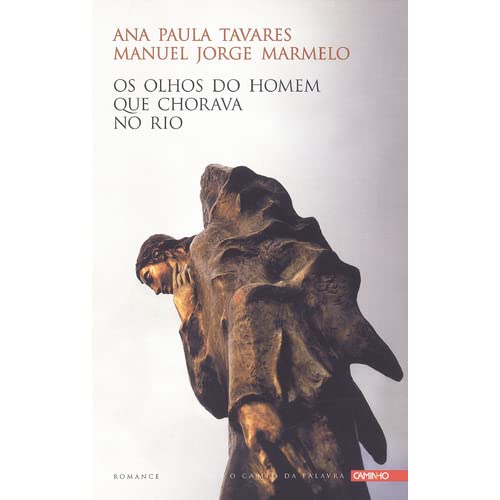 ANA PAULA TAVARES
MANUEL JORGE MARMELO
OS OLHOS DO HOMEM
QUE CHORAVA
NO RIO
ROMANCE
O CAMPO DA PALAVRA
CAMINHO